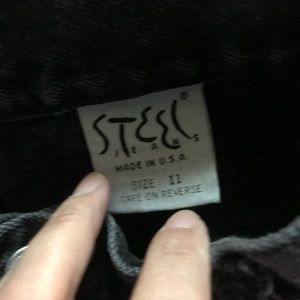 STEEL®
JEANS
MADE IN U.S.A.
SIZE 11
CARE ON REVERSE